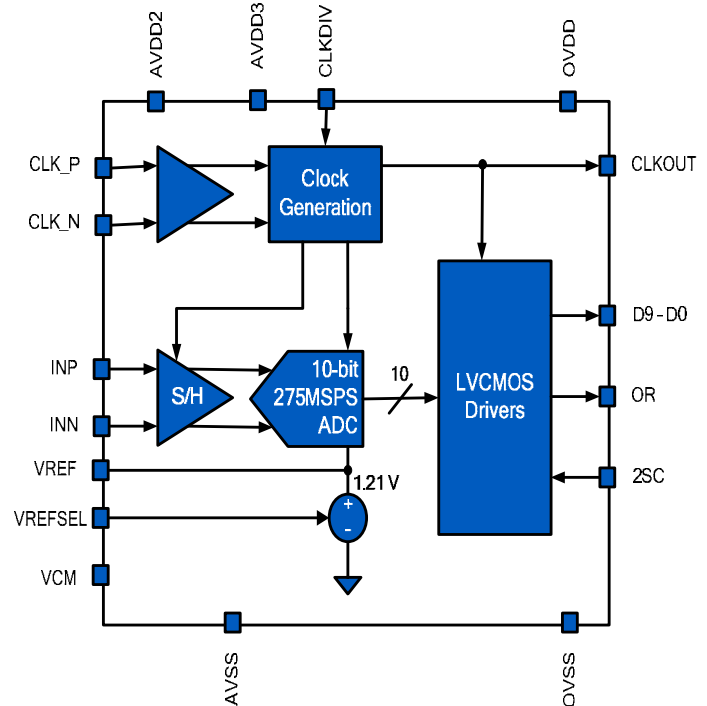 AVDD2
AVDD3
CLKDIV
OVDD
CLK_P
CLK_N
Clock
Generation
CLKOUT
INP
INN
S/H
10-bit
275MSPS
ADC
10
LVCMOS
Drivers
D9-D0
OR
2SC
VREF
1.21 V
+
-
VREFSEL
VCM
AVSS
OVSS